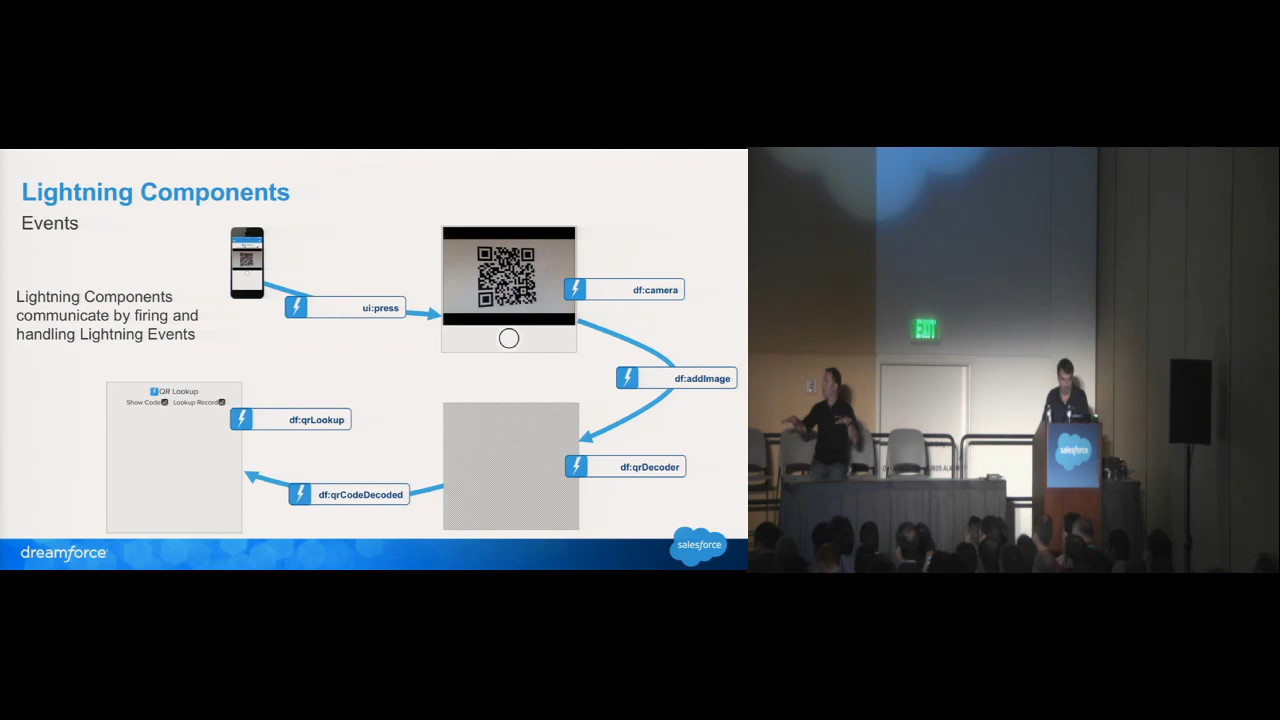 Lightning Components
Events
Lightning Components
communicate by firing and
handling Lightning Events
ui:press
df:camera
df:addImage
QR Lookup
Show Code Lookup Record
df:qrLookup
df:qrDecoder
df:qrCodeDecoded
dreamforce
salesforce
EXIT
salesforce